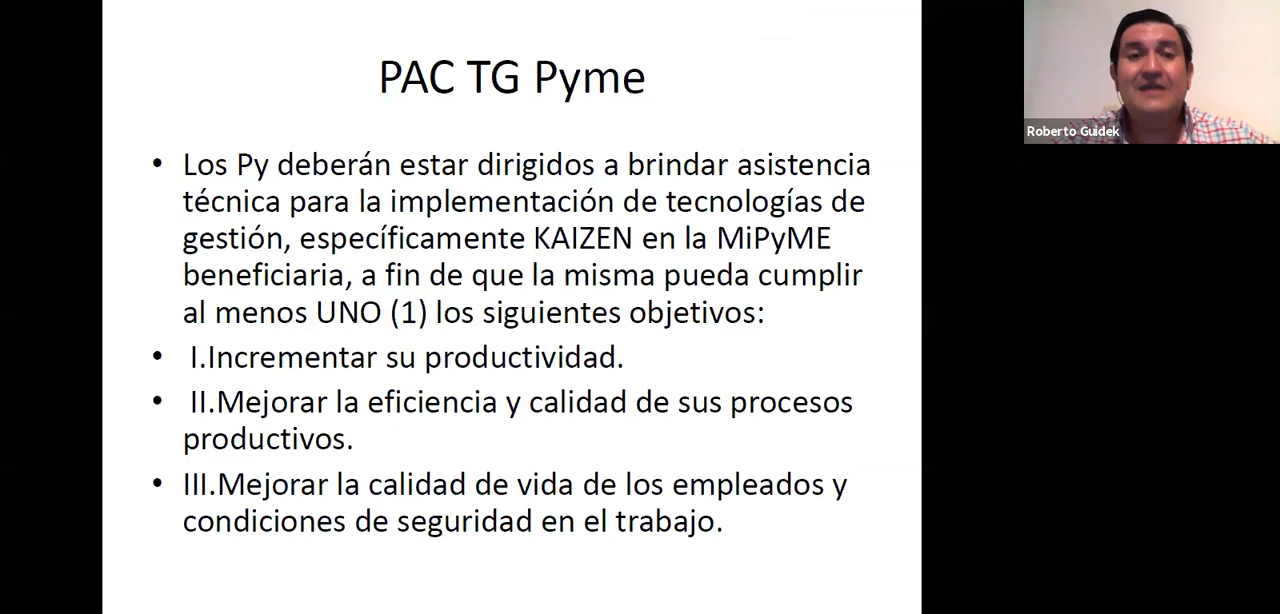 PAC TG Pyme
• Los Py deberán estar dirigidos a brindar asistencia
técnica para la implementación de tecnologías de
gestión, específicamente KAIZEN en la MiPyME
beneficiaria, a fin de que la misma pueda cumplir
al menos UNO (1) los siguientes objetivos:
• I.Incrementar su productividad.
• II.Mejorar la eficiencia y calidad de sus procesos
productivos.
• III.Mejorar la calidad de vida de los empleados y
condiciones de seguridad en el trabajo.
Roberto Guidek